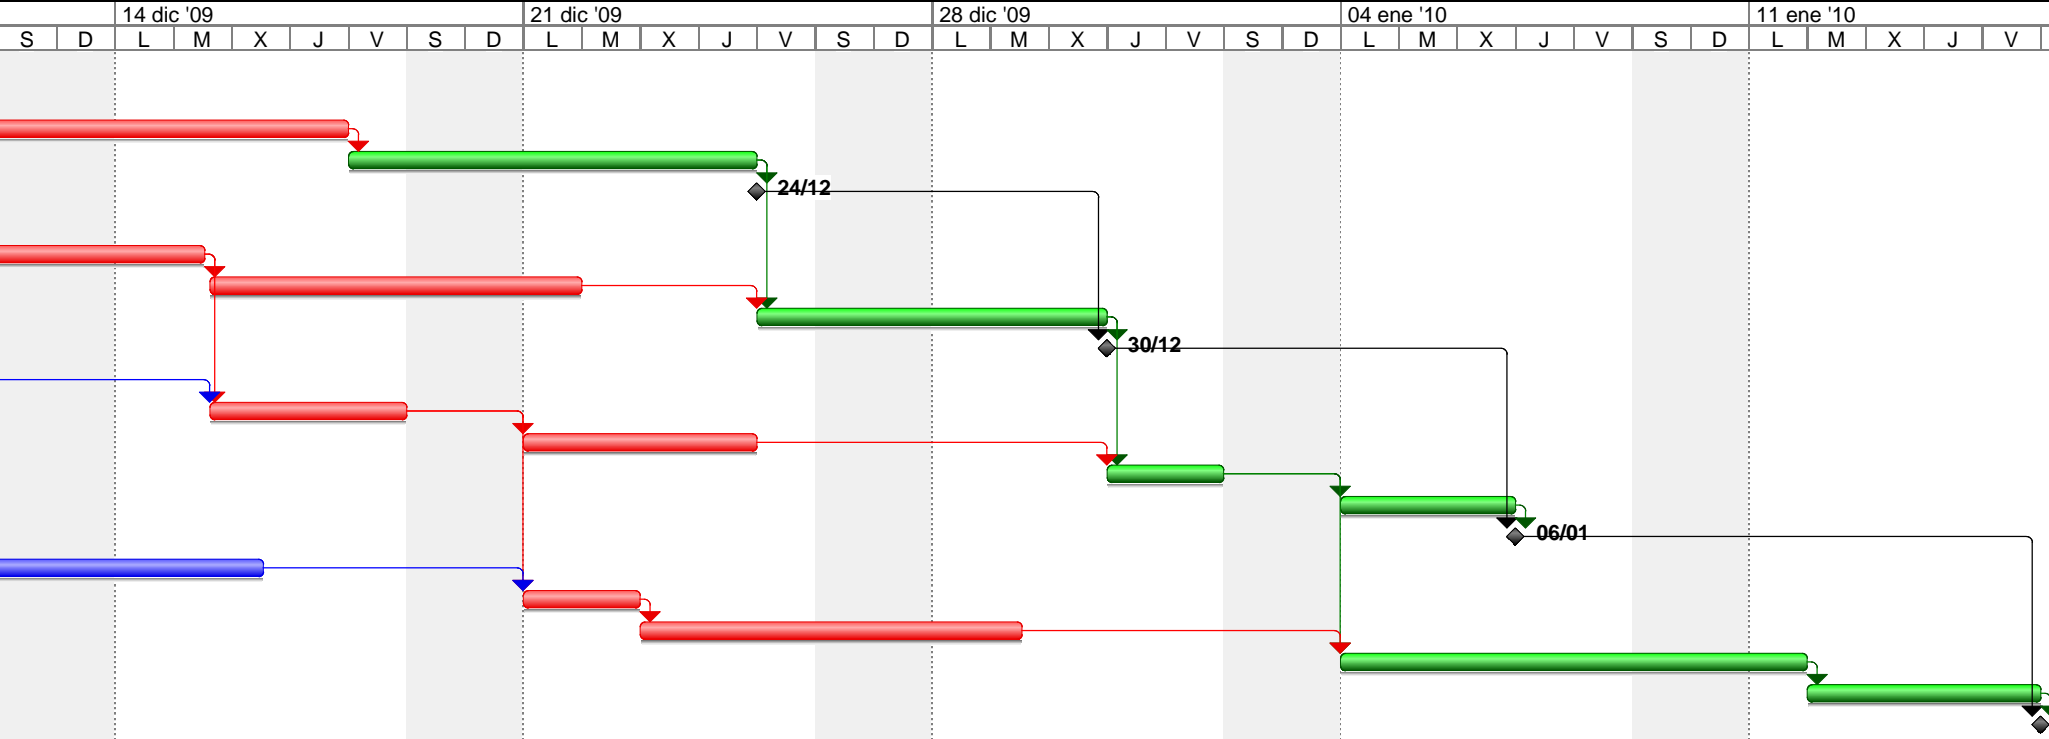 14 dic '09 21 dic '09 28 dic '09 04 ene '10 11 ene '10
S D L M X J V S D L M X J V S D L M X J V S D L M X J V S D L M X J V
24/12
30/12
06/01